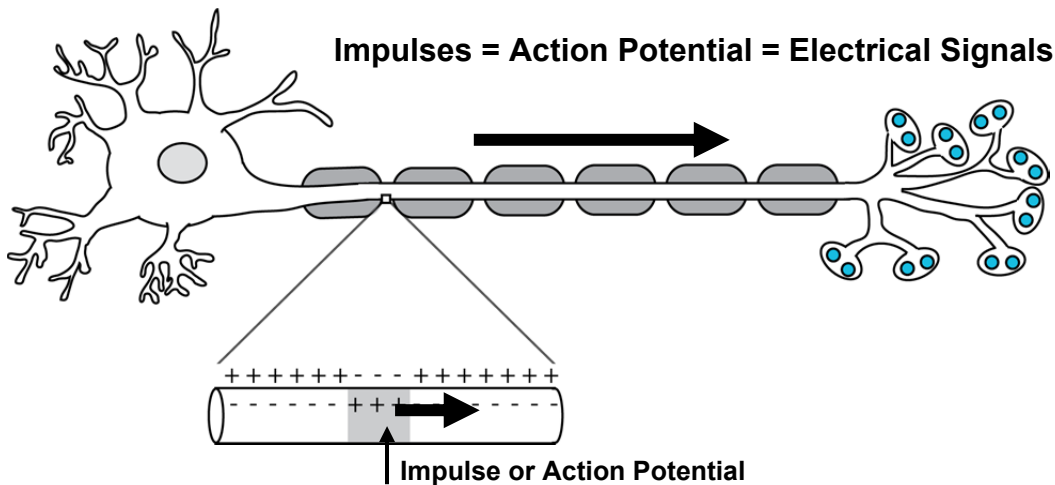 Impulses = Action Potential = Electrical Signals
+ + + + + + - - - + + + + + + + +
- - - - - - + + + - - - - - - -
Impulse or Action Potential